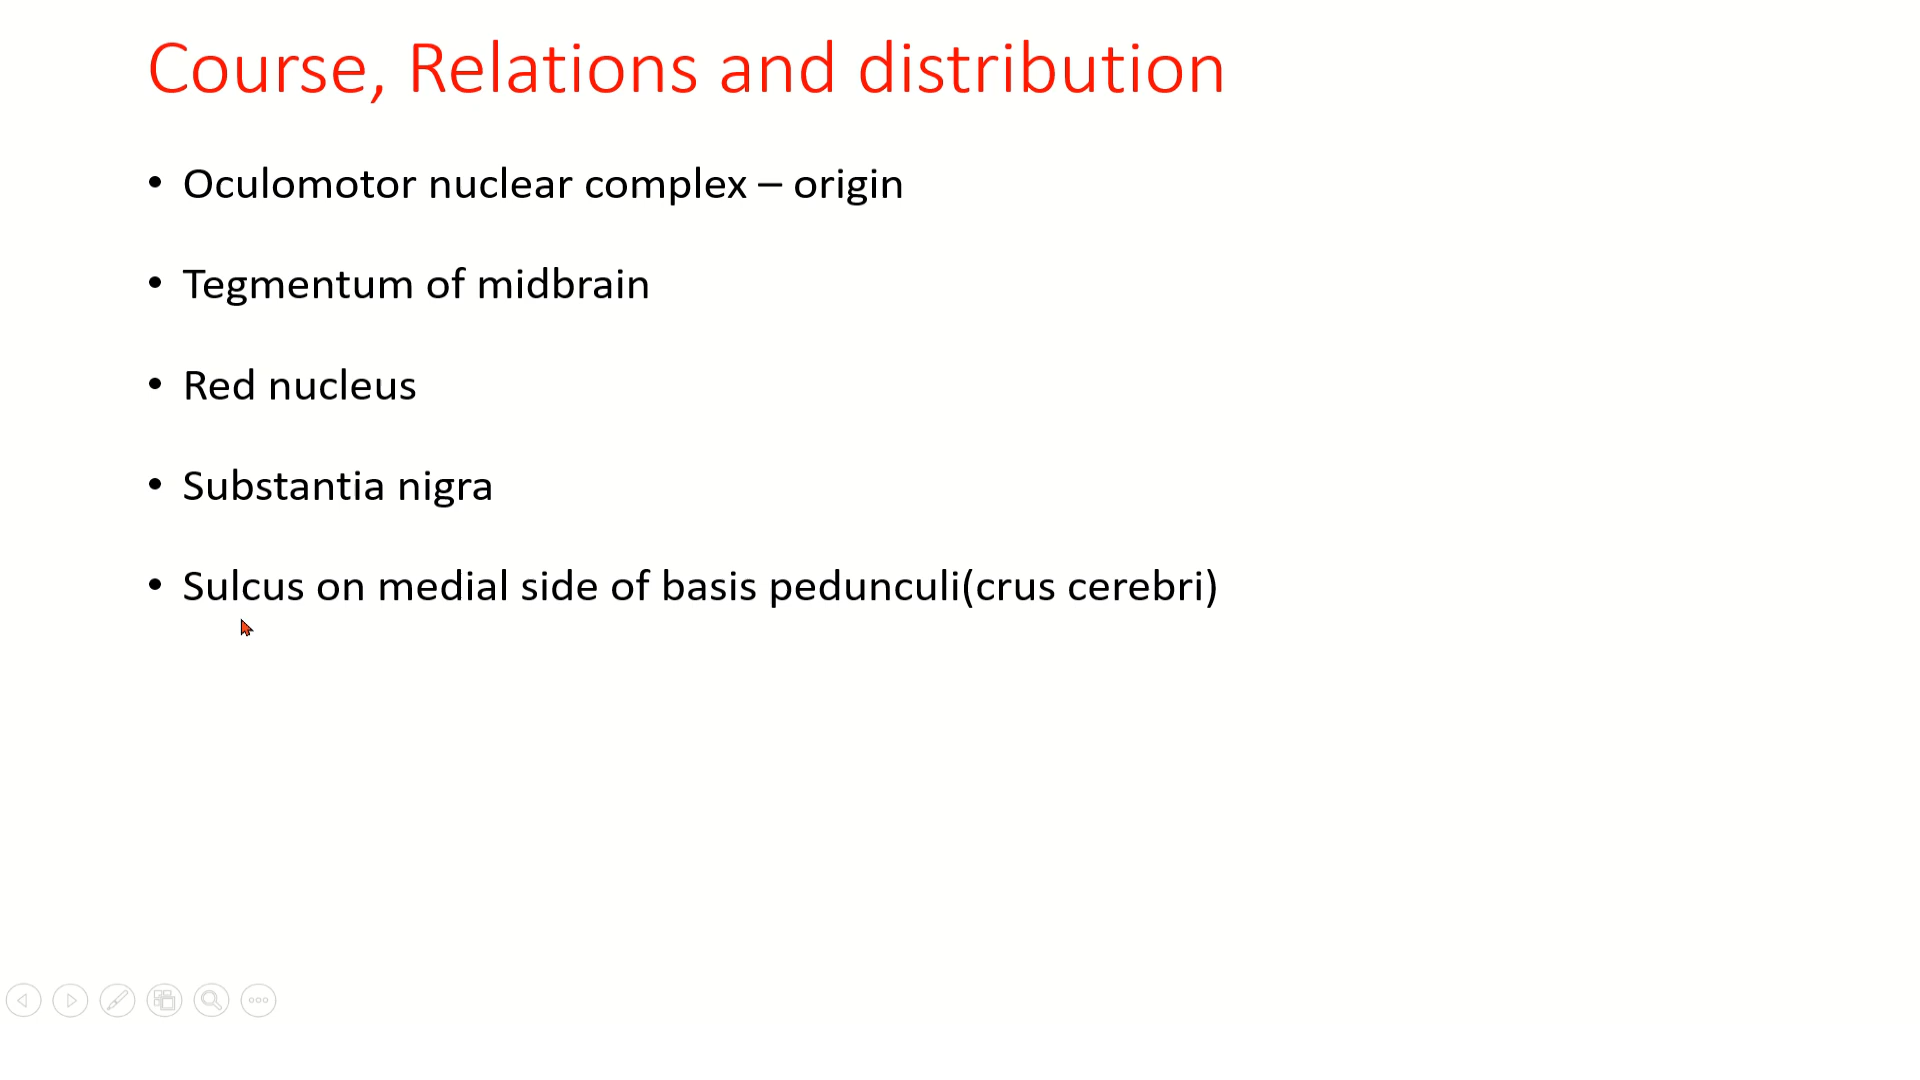 Course, Relations and distribution
• Oculomotor nuclear complex – origin
• Tegmentum of midbrain
• Red nucleus
• Substantia nigra
• Sulcus on medial side of basis pedunculi(crus cerebri)